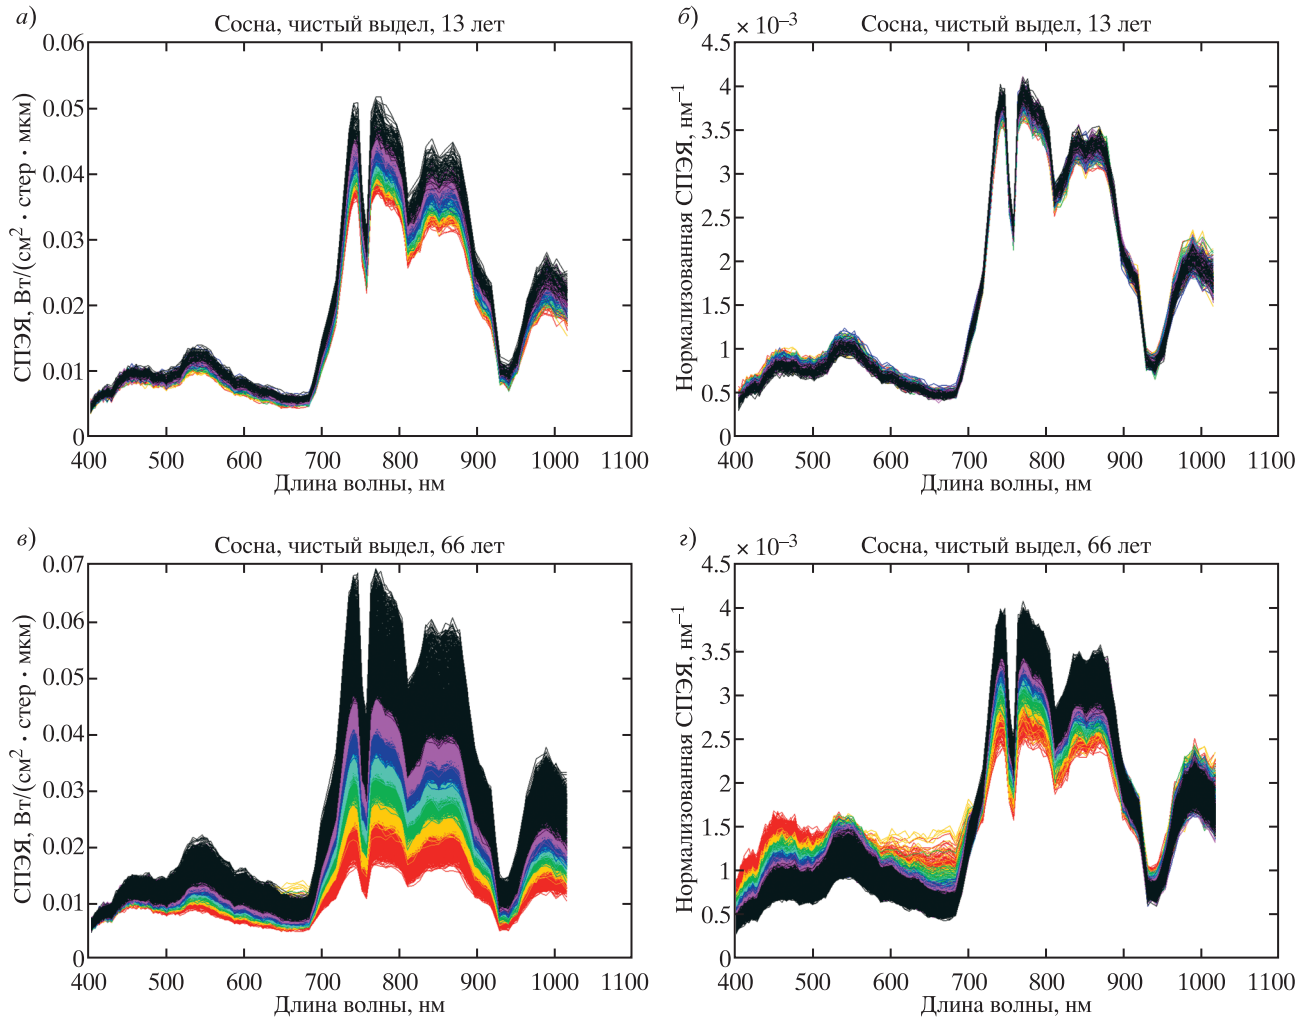 а)
Сосна, чистый выдел, 13 лет
СПЭЯ, Вт/(см² · стер · мкм)
0.06
0.05
0.04
0.03
0.02
0.01
0
400 500 600 700 800 900 1000 1100
Длина волны, нм
б)
× 10⁻³
Сосна, чистый выдел, 13 лет
Нормализованная СПЭЯ, нм⁻¹
4.5
4
3.5
3
2.5
2
1.5
1
0.5
0
400 500 600 700 800 900 1000 1100
Длина волны, нм
в)
Сосна, чистый выдел, 66 лет
СПЭЯ, Вт/(см² · стер · мкм)
0.07
0.06
0.05
0.04
0.03
0.02
0.01
0
400 500 600 700 800 900 1000 1100
Длина волны, нм
г)
× 10⁻³
Сосна, чистый выдел, 66 лет
Нормализованная СПЭЯ, нм⁻¹
4.5
4
3.5
3
2.5
2
1.5
1
0.5
0
400 500 600 700 800 900 1000 1100
Длина волны, нм